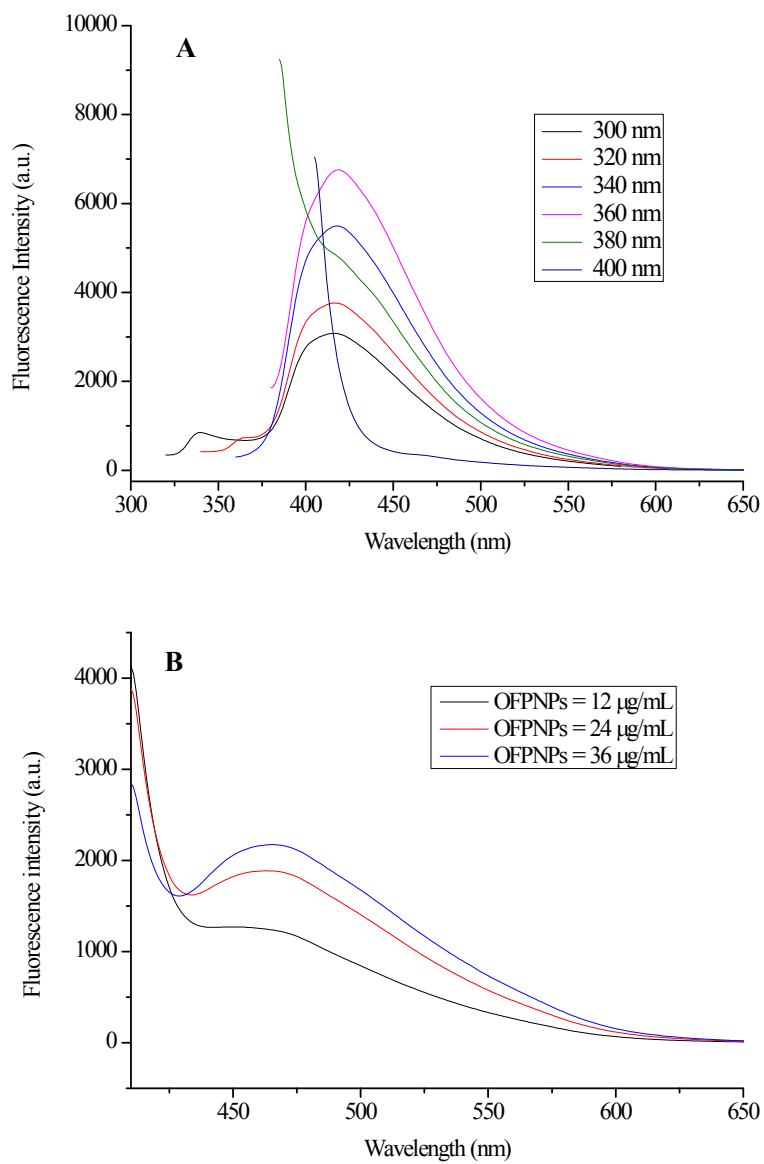 A
10000
8000
6000
4000
2000
0
Fluorescence Intensity (a.u.)
300 nm
320 nm
340 nm
360 nm
380 nm
400 nm
300 350 400 450 500 550 600 650
Wavelength (nm)
B
4000
3000
2000
1000
0
Fluorescence intensity (a.u.)
OFPNPs = 12 μg/mL
OFPNPs = 24 μg/mL
OFPNPs = 36 μg/mL
450 500 550 600 650
Wavelength (nm)